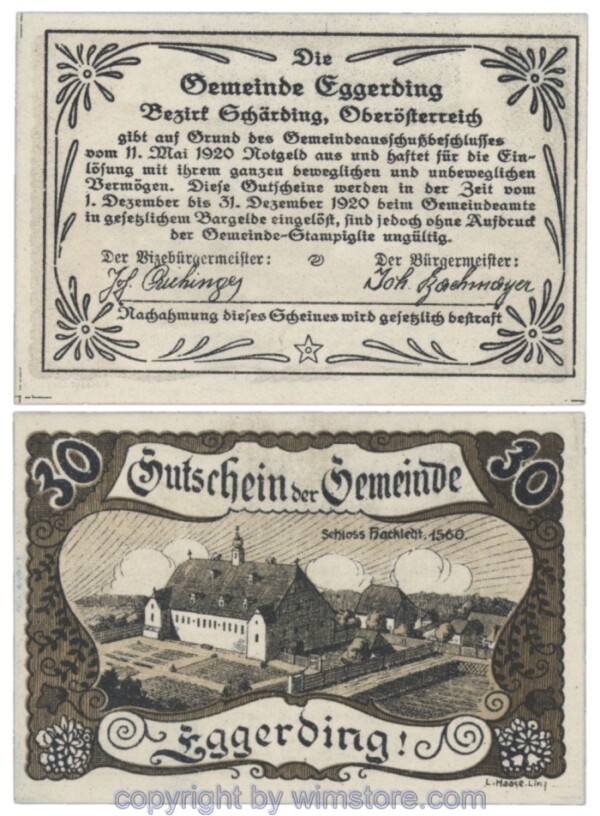 Die
Gemeinde Eggerding
Bezirk Schärding, Oberösterreich
gibt auf Grund des Gemeindeausschußbeschlusses
vom 11. Mai 1920 Notgeld aus und haftet für die Ein-
lösung mit ihrem ganzen beweglichen und unbeweglichen
Vermögen. Diese Gutscheine werden in der Zeit vom
1. Dezember bis 31. Dezember 1920 beim Gemeindeamte
in gesetzlichem Bargelde eingelöst, sind jedoch ohne Aufdruck
der Gemeinde-Stampiglie ungültig.
Der Vizebürgermeister: Der Bürgermeister:
Jos. Joh.
Nachahmung dieses Scheines wird gesetzlich bestraft
30 Gutschein der Gemeinde 30
Schloss Hackledt, 1560.
Eggerding!
L. Haase. Linz
copyright by wimstore.com